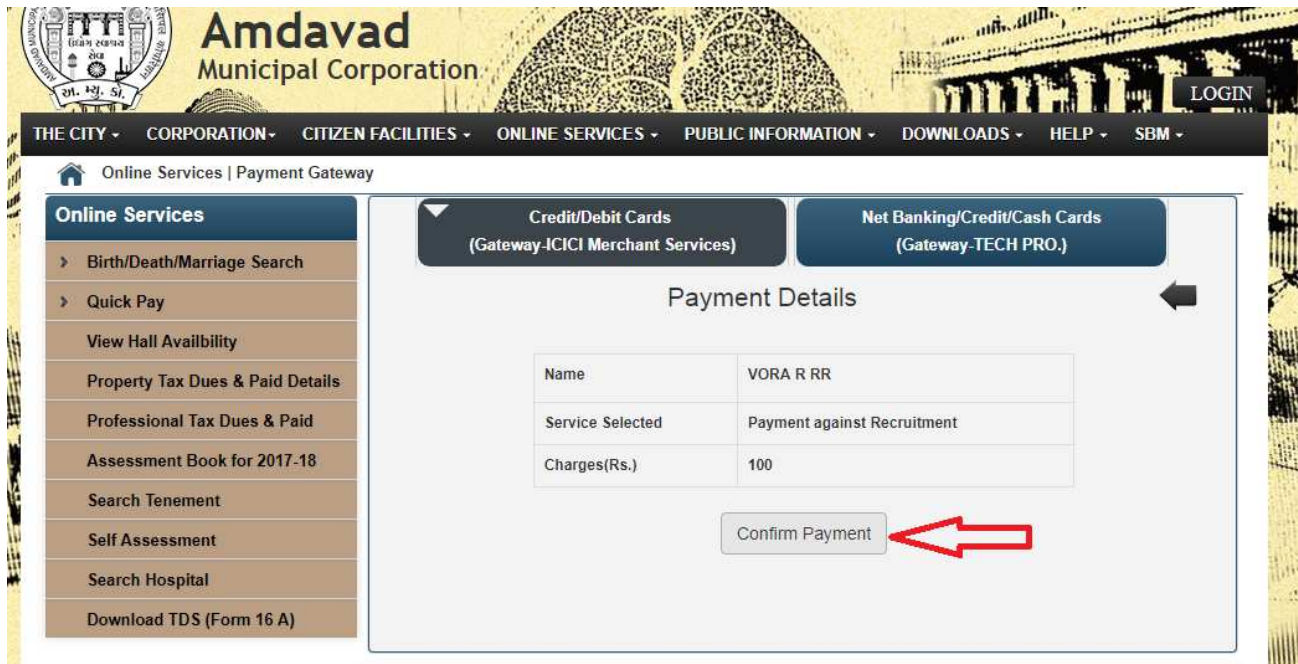 Amdavad
Municipal Corporation
અ. મ્યુ. કો.
LOGIN
THE CITY CORPORATION CITIZEN FACILITIES ONLINE SERVICES PUBLIC INFORMATION DOWNLOADS HELP SBM
Online Services | Payment Gateway
Online Services
Birth/Death/Marriage Search
Quick Pay
View Hall Availbility
Property Tax Dues & Paid Details
Professional Tax Dues & Paid
Assessment Book for 2017-18
Search Tenement
Self Assessment
Search Hospital
Download TDS (Form 16 A)
Credit/Debit Cards
(Gateway-ICICI Merchant Services)
Net Banking/Credit/Cash Cards
(Gateway-TECH PRO.)
Payment Details
Name VORA R RR
Service Selected Payment against Recruitment
Charges(Rs.) 100
Confirm Payment